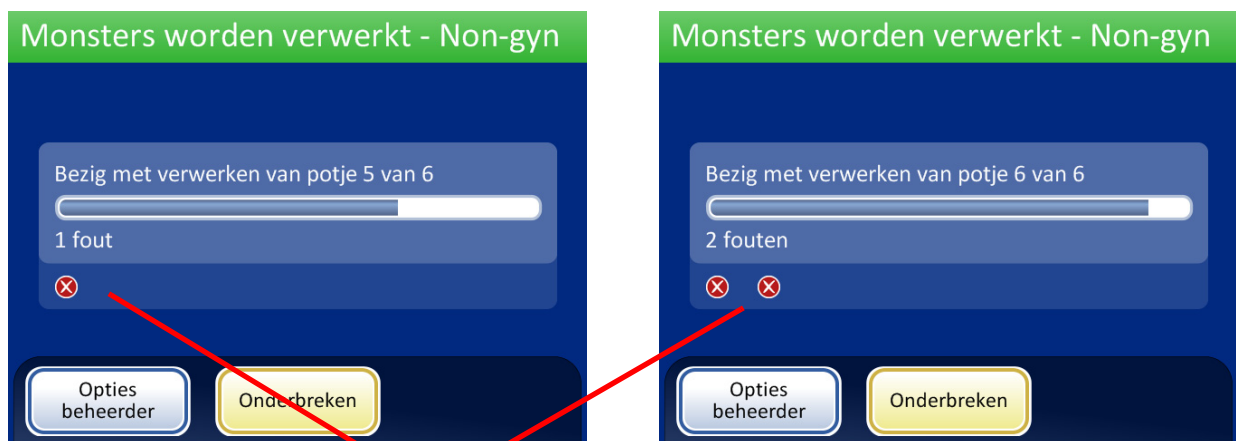 Monsters worden verwerkt - Non-gyn
Bezig met verwerken van potje 5 van 6
1 fout
Opties
beheerder
Onderbreken
Monsters worden verwerkt - Non-gyn
Bezig met verwerken van potje 6 van 6
2 fouten
Opties
beheerder
Onderbreken